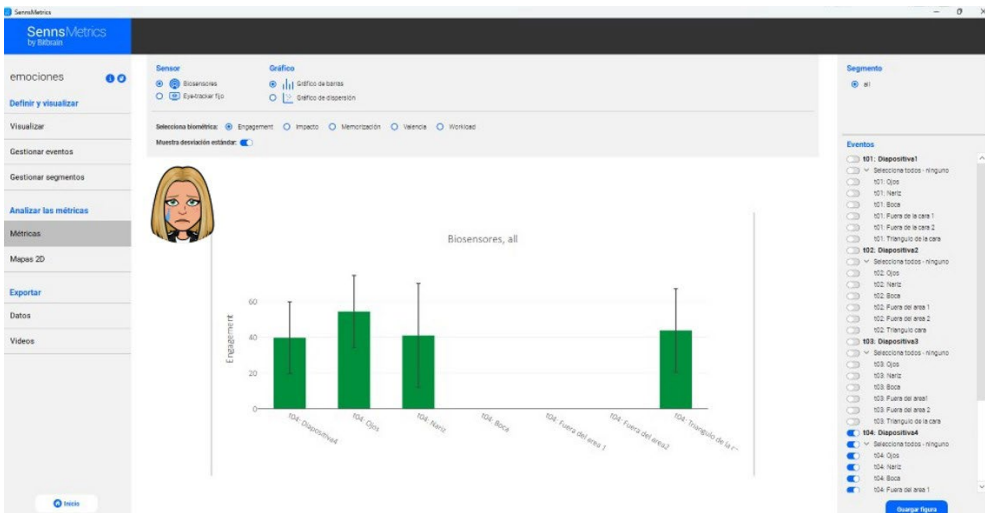 SennsMetrics
SennsMetrics
by Bitbrain
emociones
Definir y visualizar
Visualizar
Gestionar eventos
Gestionar segmentos
Analizar las métricas
Métricas
Mapas 2D
Exportar
Datos
Videos
Inicio
Sensor
Biosensores
Eye-tracker fijo
Gráfico
Gráfico de barras
Gráfico de dispersión
Selecciona biométrica: Engagement Impacto Memorización Valencia Workload
Muestra desviación estándar:
Biosensores, all
Engagement
60
40
20
0
t04: Diapositiva4
t04: Ojos
t04: Nariz
t04: Boca
t04: Fuera del area 1
t04: Fuera del area2
t04: Triangulo de la c...
Segmento
all
Eventos
t01: Diapositiva1
Selecciona todos - ninguno
t01: Ojos
t01: Nariz
t01: Boca
t01: Fuera de la cara 1
t01: Fuera de la cara 2
t01: Triangulo de la cara
t02: Diapositiva2
Selecciona todos - ninguno
t02: Ojos
t02: Nariz
t02: Boca
t02: Fuera del area 1
t02: Fuera del area 2
t02: Triangulo cara
t03: Diapositiva3
Selecciona todos - ninguno
t03: Ojos
t03: Nariz
t03: Boca
t03: Fuera del area1
t03: Fuera del area 2
t03: Triangulo de la cara
t04: Diapositiva4
Selecciona todos - ninguno
t04: Ojos
t04: Nariz
t04: Boca
t04: Fuera del area 1
Guargar figura